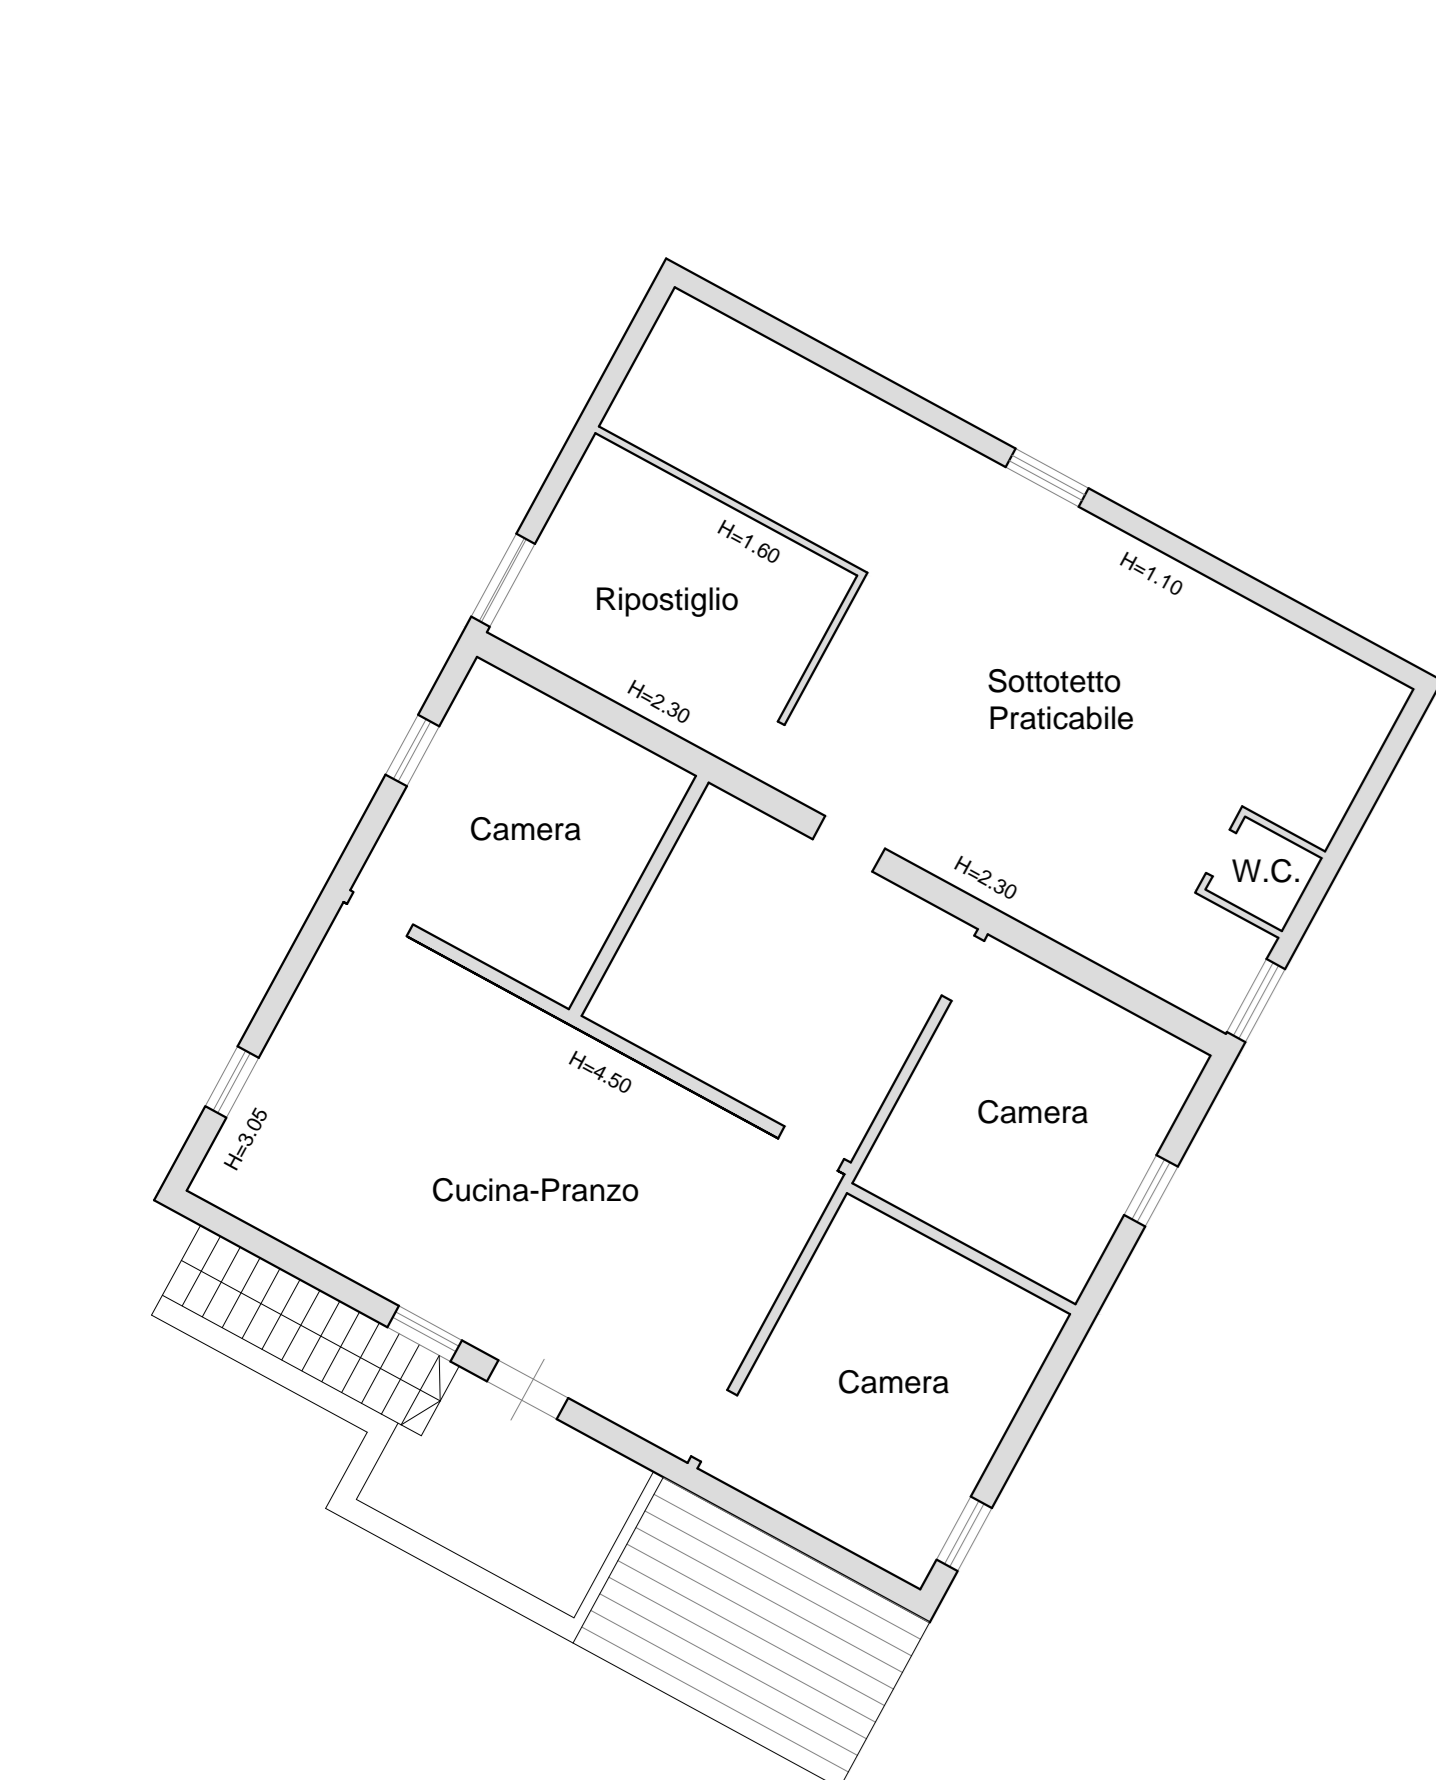 H=1.60
H=1.10
Ripostiglio
Sottotetto
Praticabile
H=2.30
Camera
H=2.30
W.C.
H=4.50
Camera
H=3.05
Cucina-Pranzo
Camera